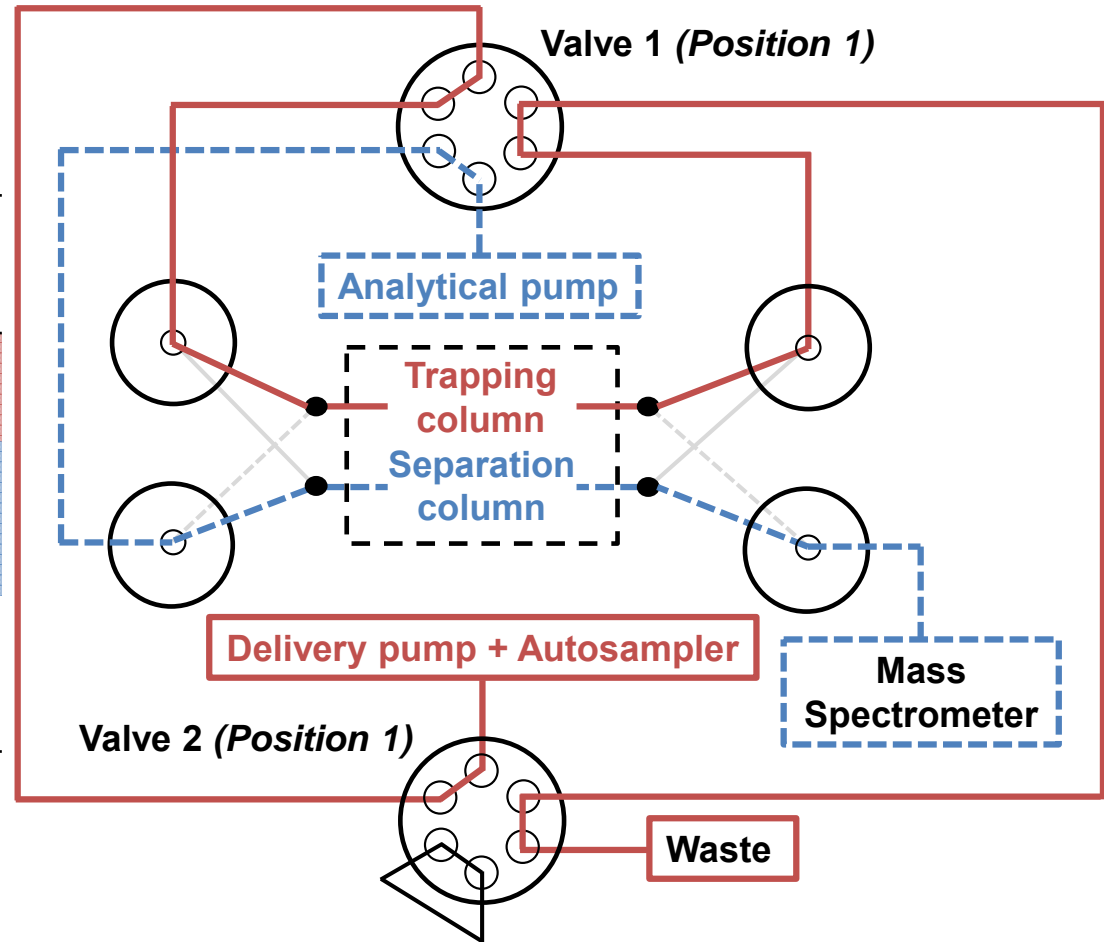 Valve 1 (Position 1)
Analytical pump
Trapping
column
Separation
column
Delivery pump + Autosampler
Mass
Spectrometer
Valve 2 (Position 1)
Waste